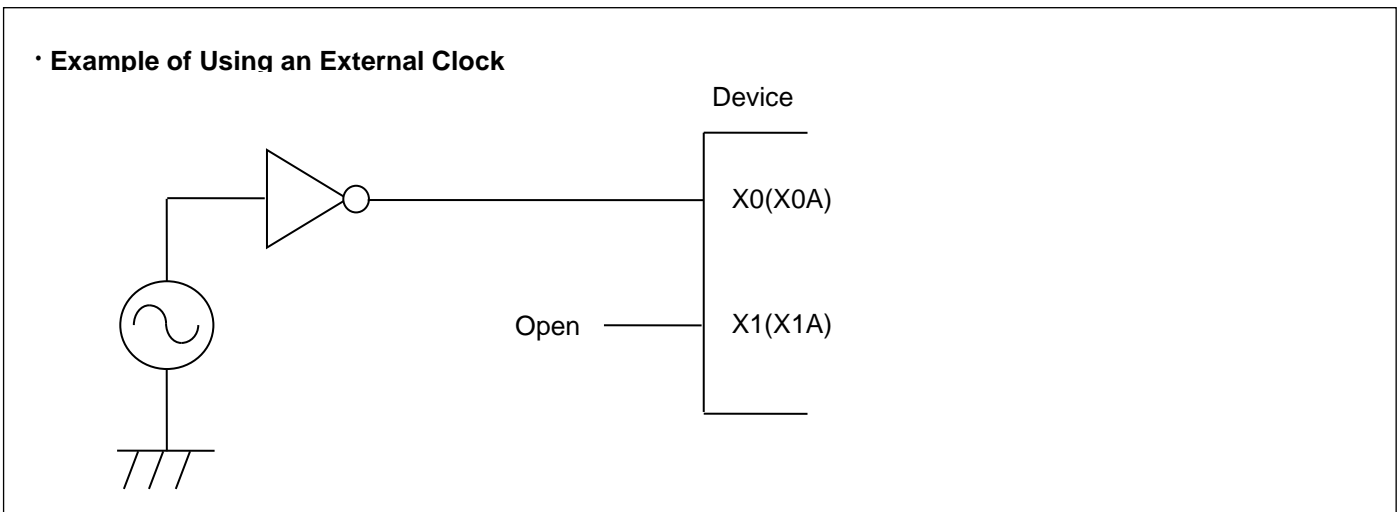 ・Example of Using an External Clock
Device
X0(X0A)
Open
X1(X1A)